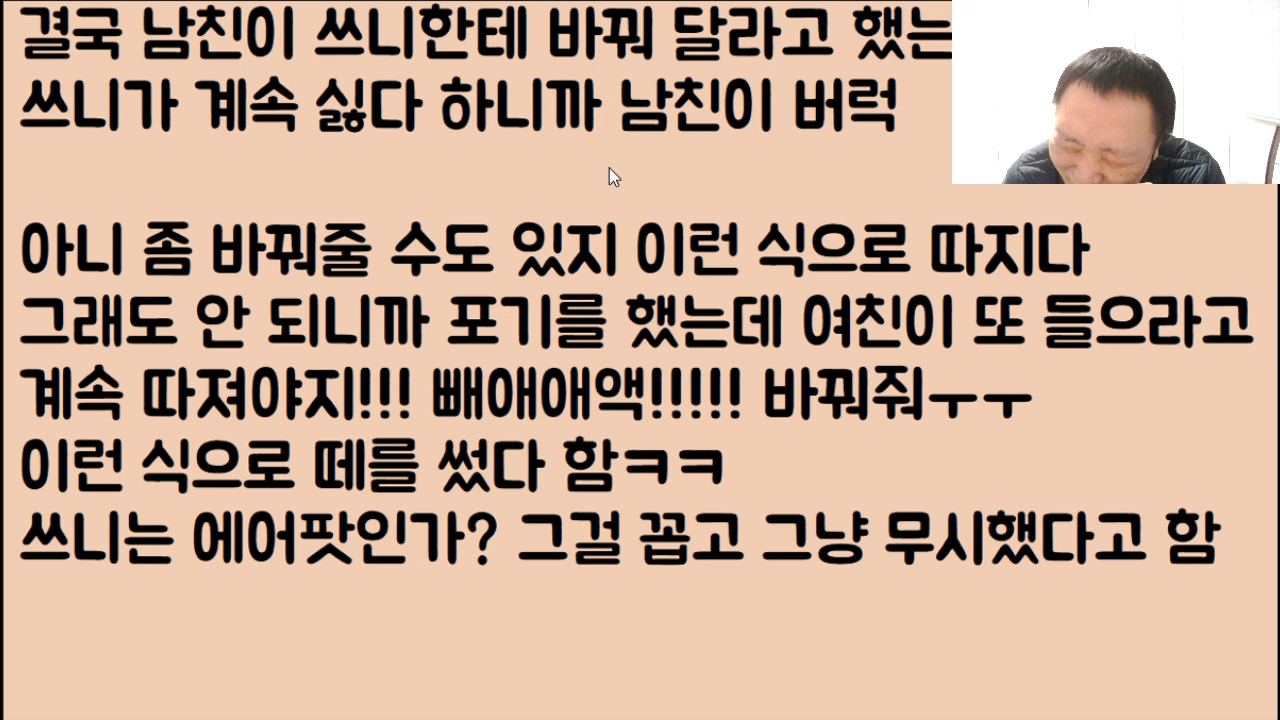 결국 남친이 쓰니한테 바꿔 달라고 했는
쓰니가 계속 싫다 하니까 남친이 버럭
아니 좀 바꿔줄 수도 있지 이런 식으로 따지다
그래도 안 되니까 포기를 했는데 여친이 또 들으라고
계속 따져야지!!! 빼애애액!!!!! 바꿔줘ㅜㅜ
이런 식으로 떼를 썼다 함ㅋㅋ
쓰니는 에어팟인가? 그걸 꼽고 그냥 무시했다고 함